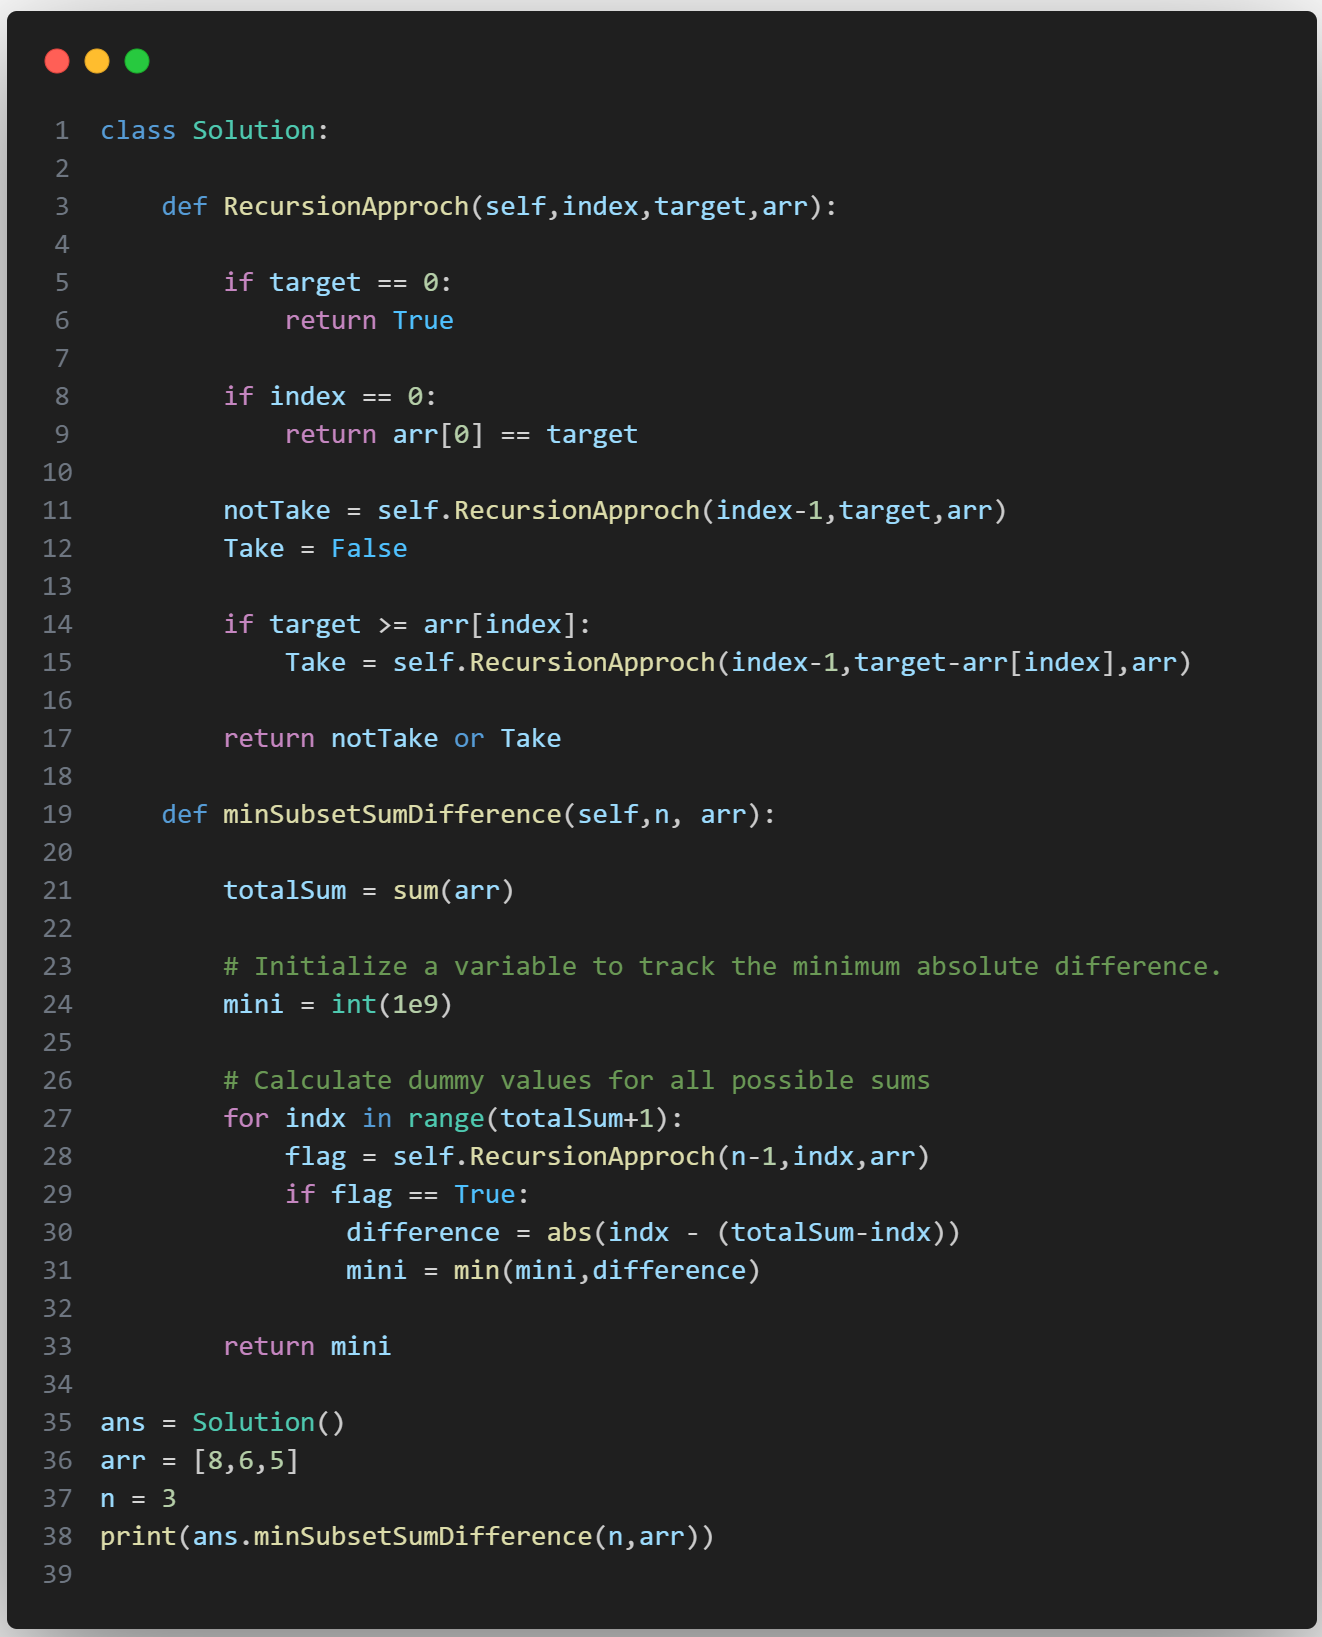 1 class Solution:
2
3     def RecursionApproch(self,index,target,arr):
4
5         if target == 0:
6             return True
7
8         if index == 0:
9             return arr[0] == target
10
11         notTake = self.RecursionApproch(index-1,target,arr)
12         Take = False
13
14         if target >= arr[index]:
15             Take = self.RecursionApproch(index-1,target-arr[index],arr)
16
17         return notTake or Take
18
19     def minSubsetSumDifference(self,n, arr):
20
21         totalSum = sum(arr)
22
23         # Initialize a variable to track the minimum absolute difference.
24         mini = int(1e9)
25
26         # Calculate dummy values for all possible sums
27         for indx in range(totalSum+1):
28             flag = self.RecursionApproch(n-1,indx,arr)
29             if flag == True:
30                 difference = abs(indx - (totalSum-indx))
31                 mini = min(mini,difference)
32
33         return mini
34
35 ans = Solution()
36 arr = [8,6,5]
37 n = 3
38 print(ans.minSubsetSumDifference(n,arr))
39